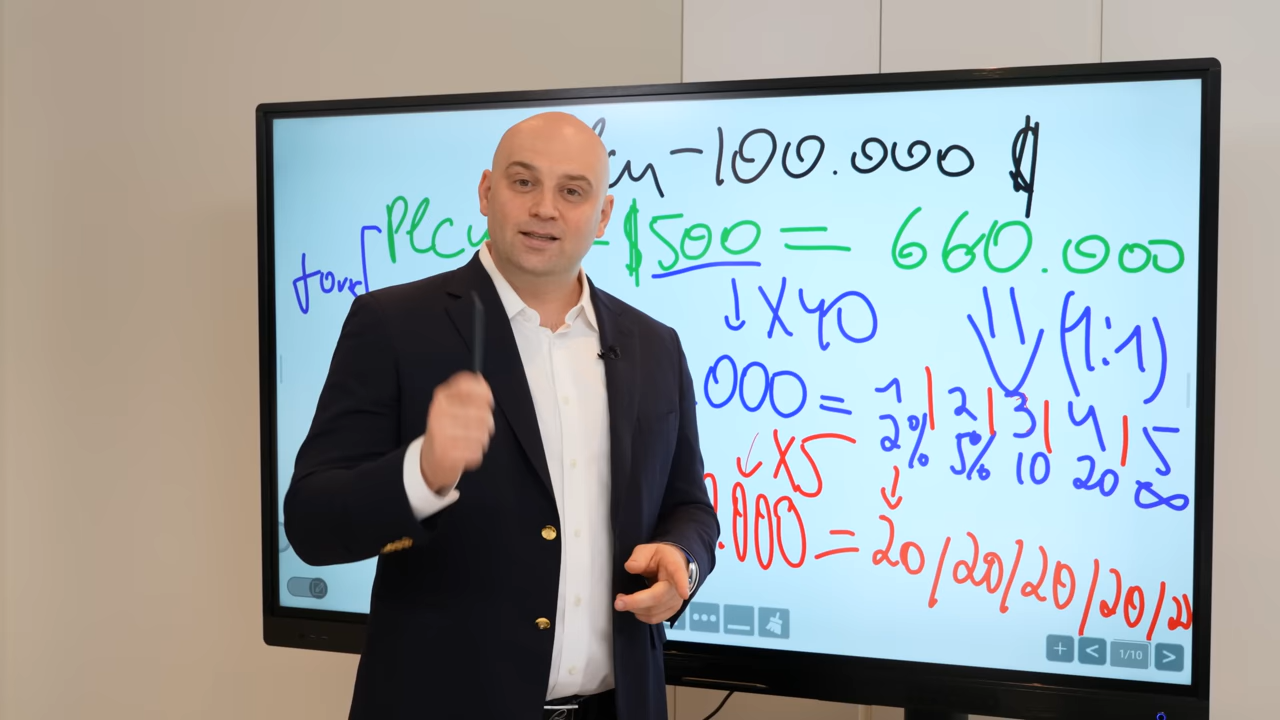 -100.000 $
-$500 = 660.000
↓ X40 (1:1)
.000 = 1 | 2 | 3 | 4 | 5
2% 5% 10 20 ∞
↓ X5 ↓
.000 = 20/20/20/20/
1/10